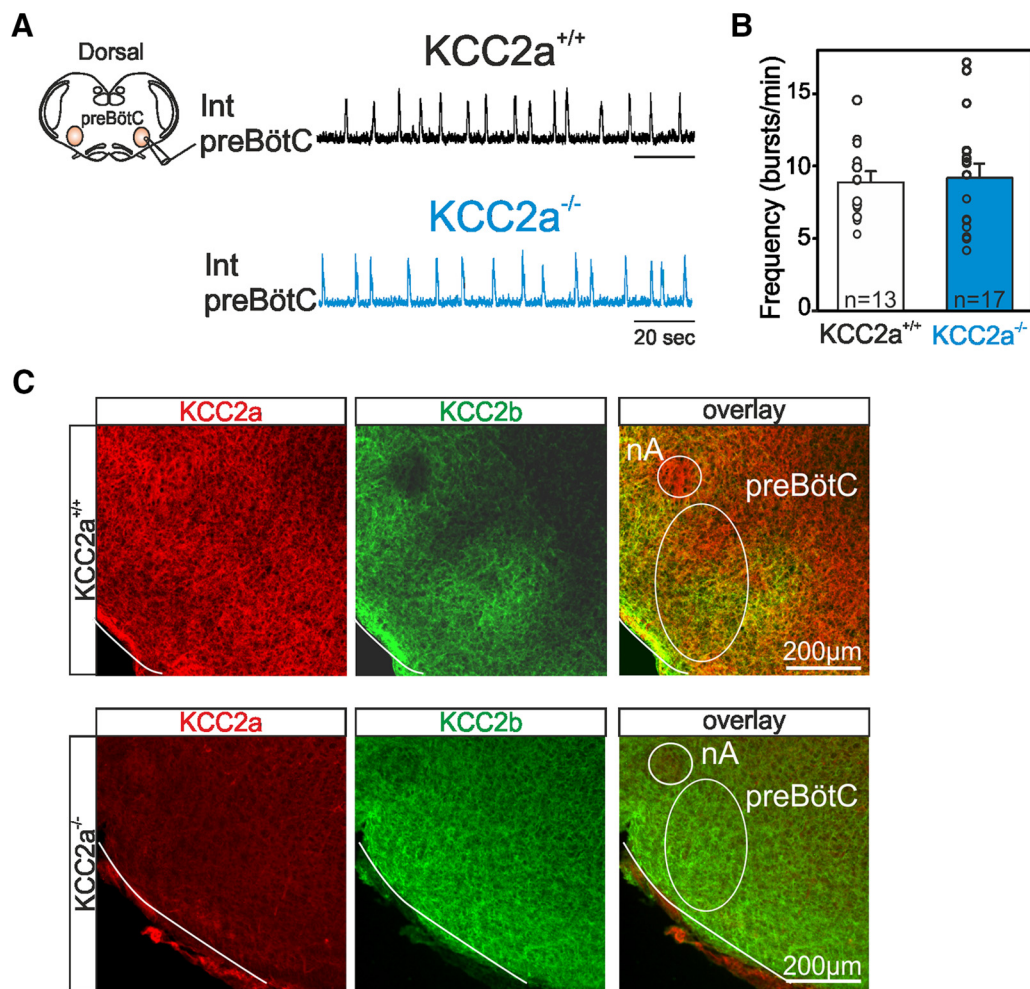 A
Dorsal
preBötC
KCC2a+/+
Int
preBötC
KCC2a-/-
Int
preBötC
20 sec
B
Frequency (bursts/min)
15
10
5
0
n=13
n=17
KCC2a+/+
KCC2a-/-
C
KCC2a
KCC2b
overlay
KCC2a+/+
nA
preBötC
200µm
KCC2a
KCC2b
overlay
KCC2a-/-
nA
preBötC
200µm